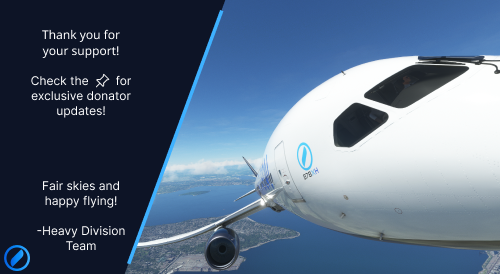 Thank you for
your support!
Check the for
exclusive donator
updates!
Fair skies and
happy flying!
-Heavy Division
Team